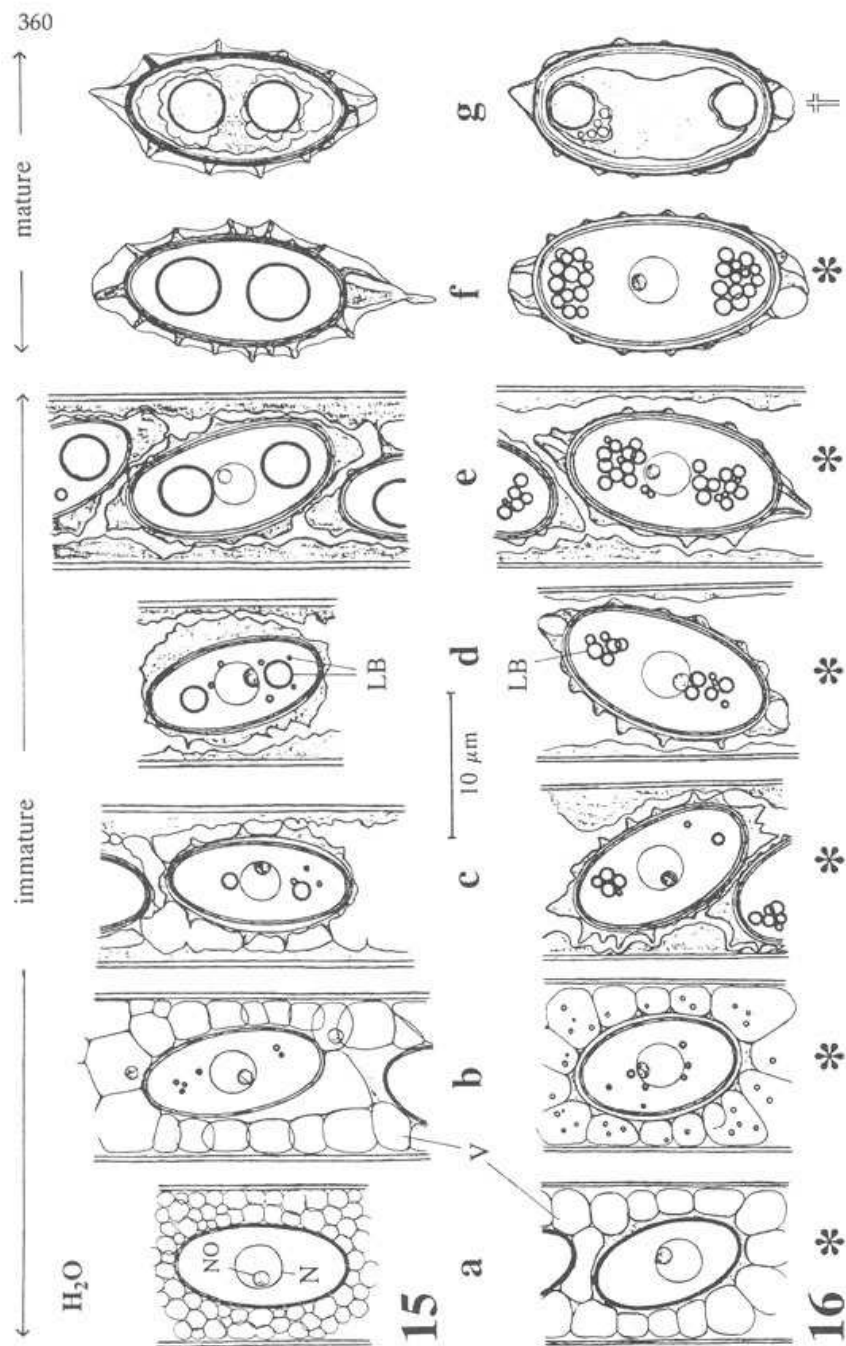 360
immature
mature
H₂O
NO
N
LB
15
a b c d e f g
v
10 µm
LB
16
* * * * * * †